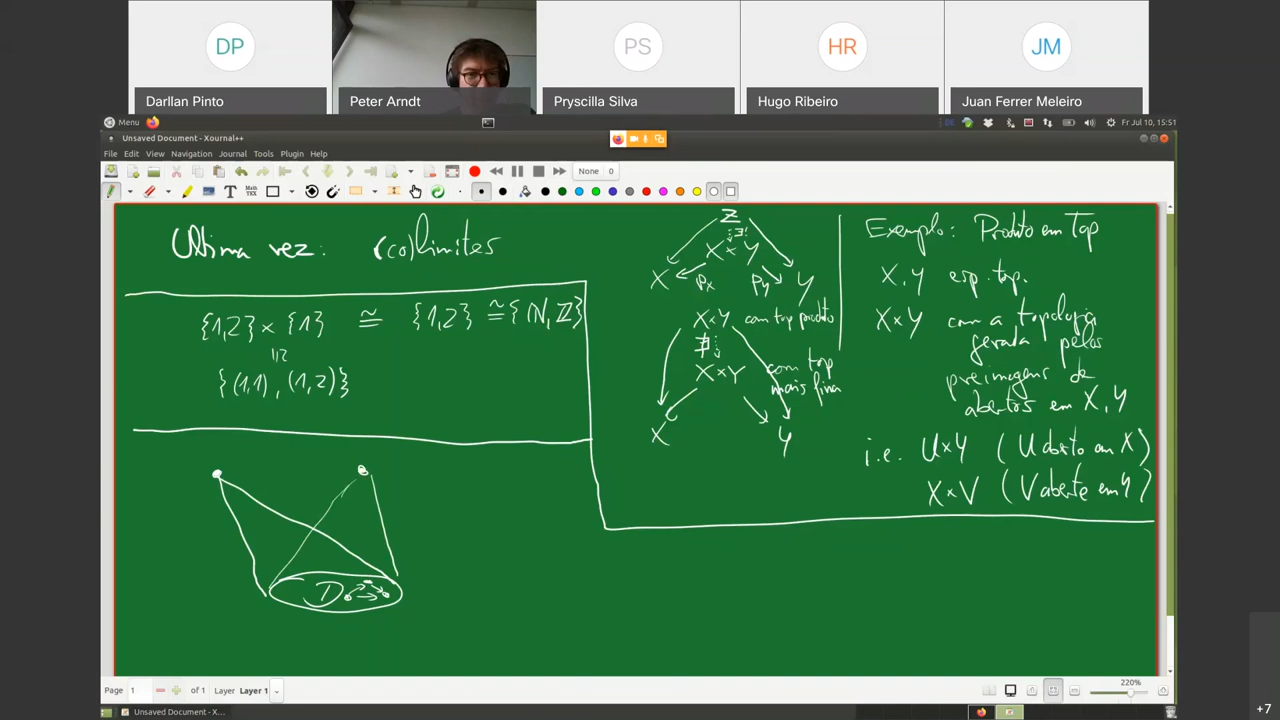 DP
PS
HR
JM
Darllan Pinto
Peter Arndt
Pryscilla Silva
Hugo Ribeiro
Juan Ferrer Meleiro
Menu
DE
Fr Jul 10, 15:51
Unsaved Document - Xournal++
File Edit View Navigation Journal Tools Plugin Help
None 0
Ultima vez: (co)limites
{1,2} × {1} ≅ {1,2} ≅ {ℕ, ℤ}
{(1,1), (1,2)}
D
Z
∃!
X × Y
X Px Py Y
X×Y com top produto
∄
X×Y com top
mais fina
X Y
Exemplo: Produto em Top
X, Y esp. top.
X×Y com a topologia
gerada pelas
preimagens de
abertos em X, Y
i.e. U×Y (U aberto em X)
X×V (V aberto em Y)
Page 1 of 1 Layer Layer 1
220%
Unsaved Document - X...
+7